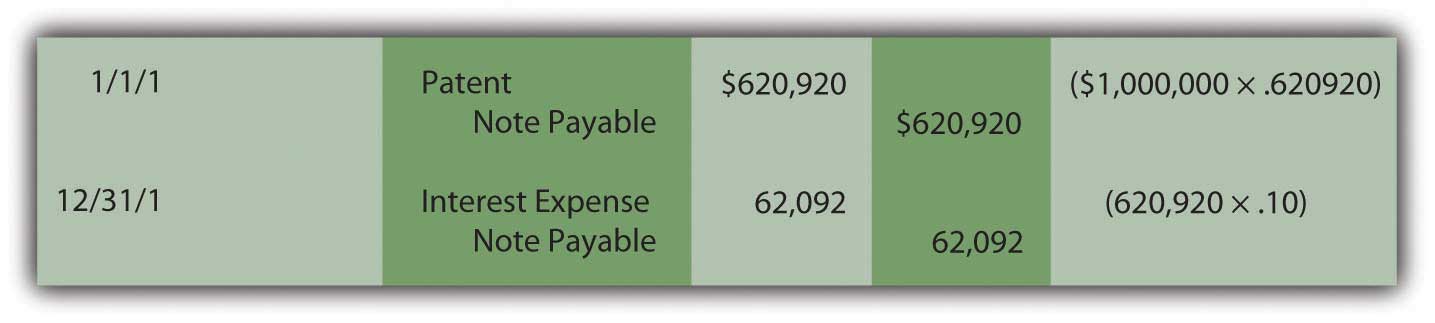 1/1/1 Patent $620,920 ($1,000,000 × .620920)
Note Payable $620,920
12/31/1 Interest Expense 62,092 (620,920 × .10)
Note Payable 62,092